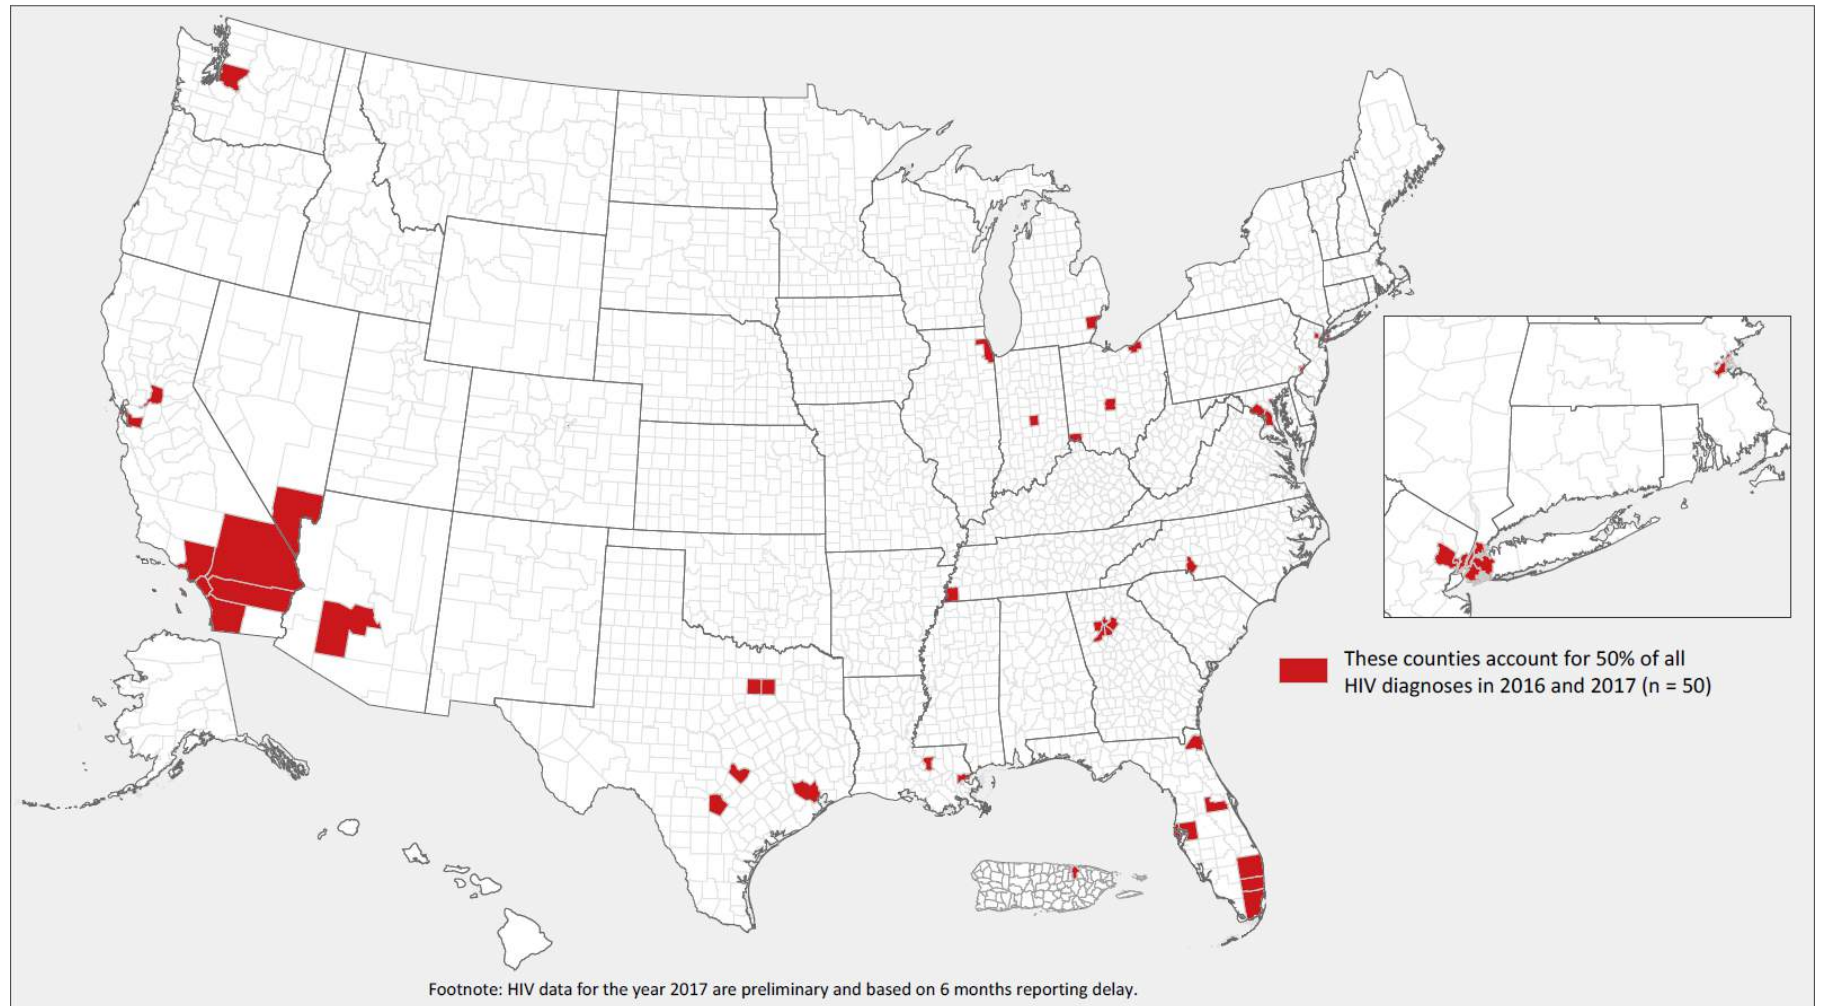 These counties account for 50% of all
HIV diagnoses in 2016 and 2017 (n = 50)
Footnote: HIV data for the year 2017 are preliminary and based on 6 months reporting delay.